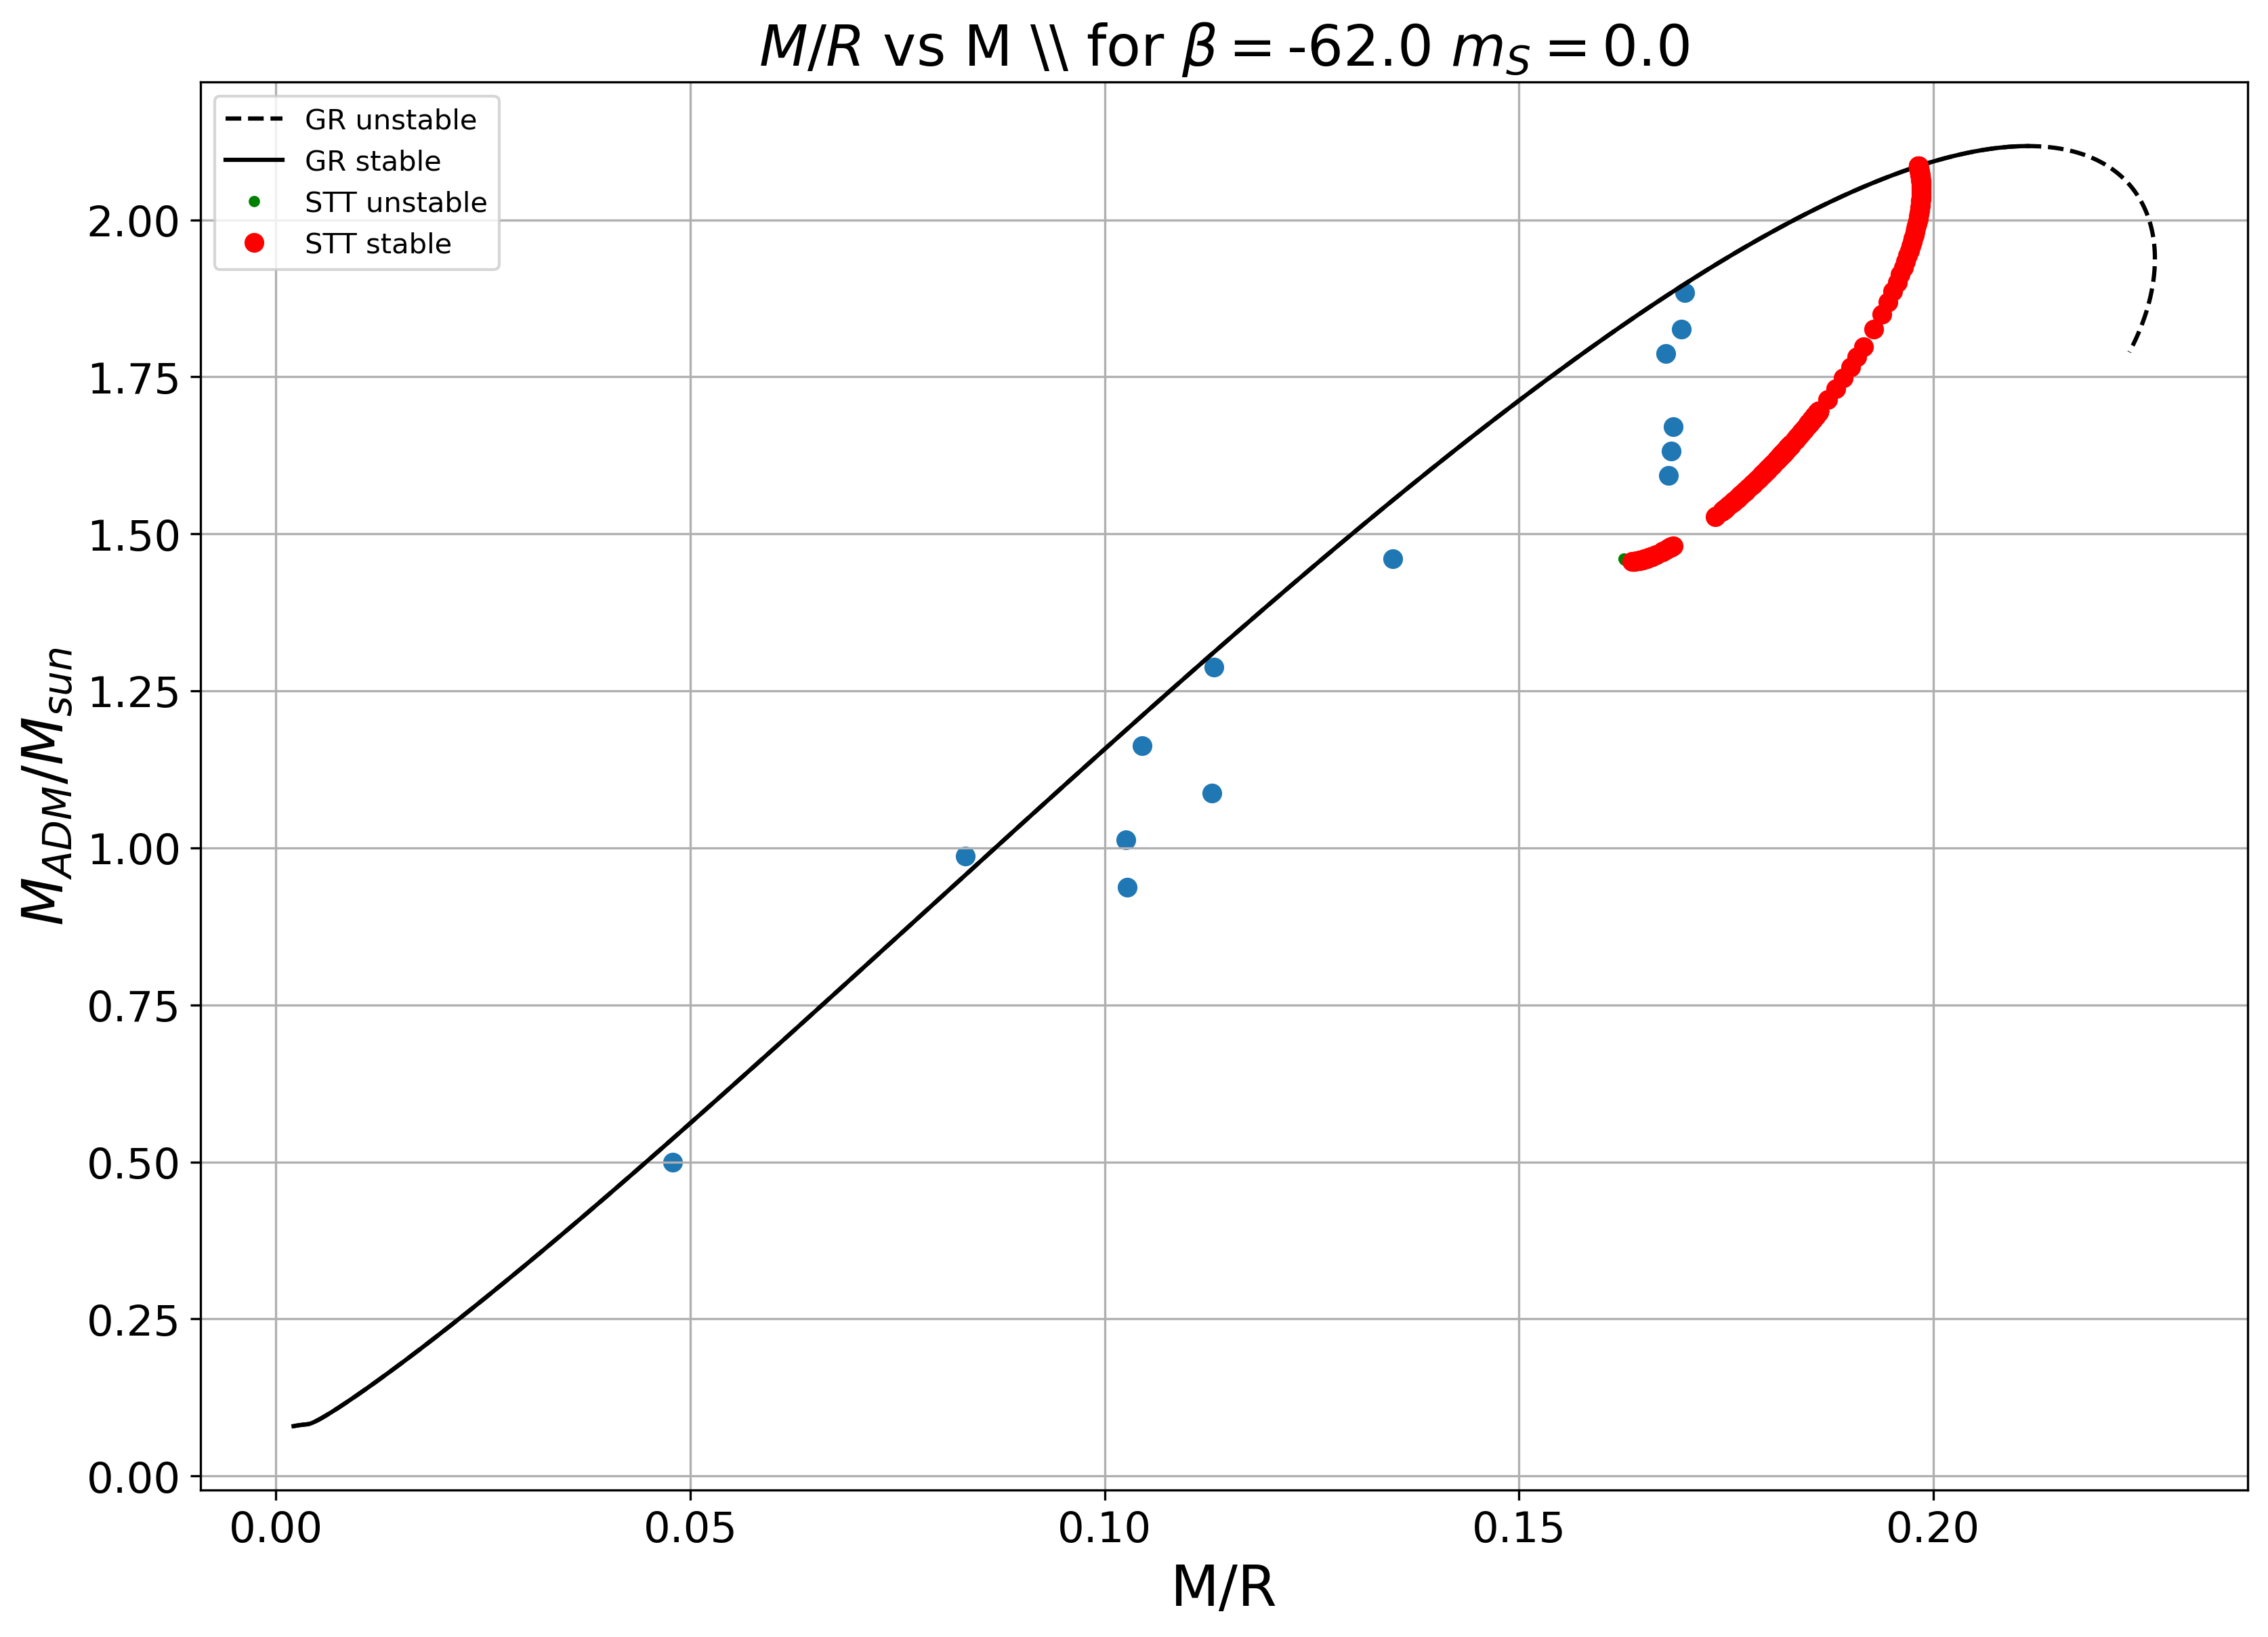 M/R vs M \\ for β = -62.0 m_S = 0.0
GR unstable
GR stable
STT unstable
STT stable
M_ADM/M_sun
2.00
1.75
1.50
1.25
1.00
0.75
0.50
0.25
0.00
0.00 0.05 0.10 0.15 0.20
M/R